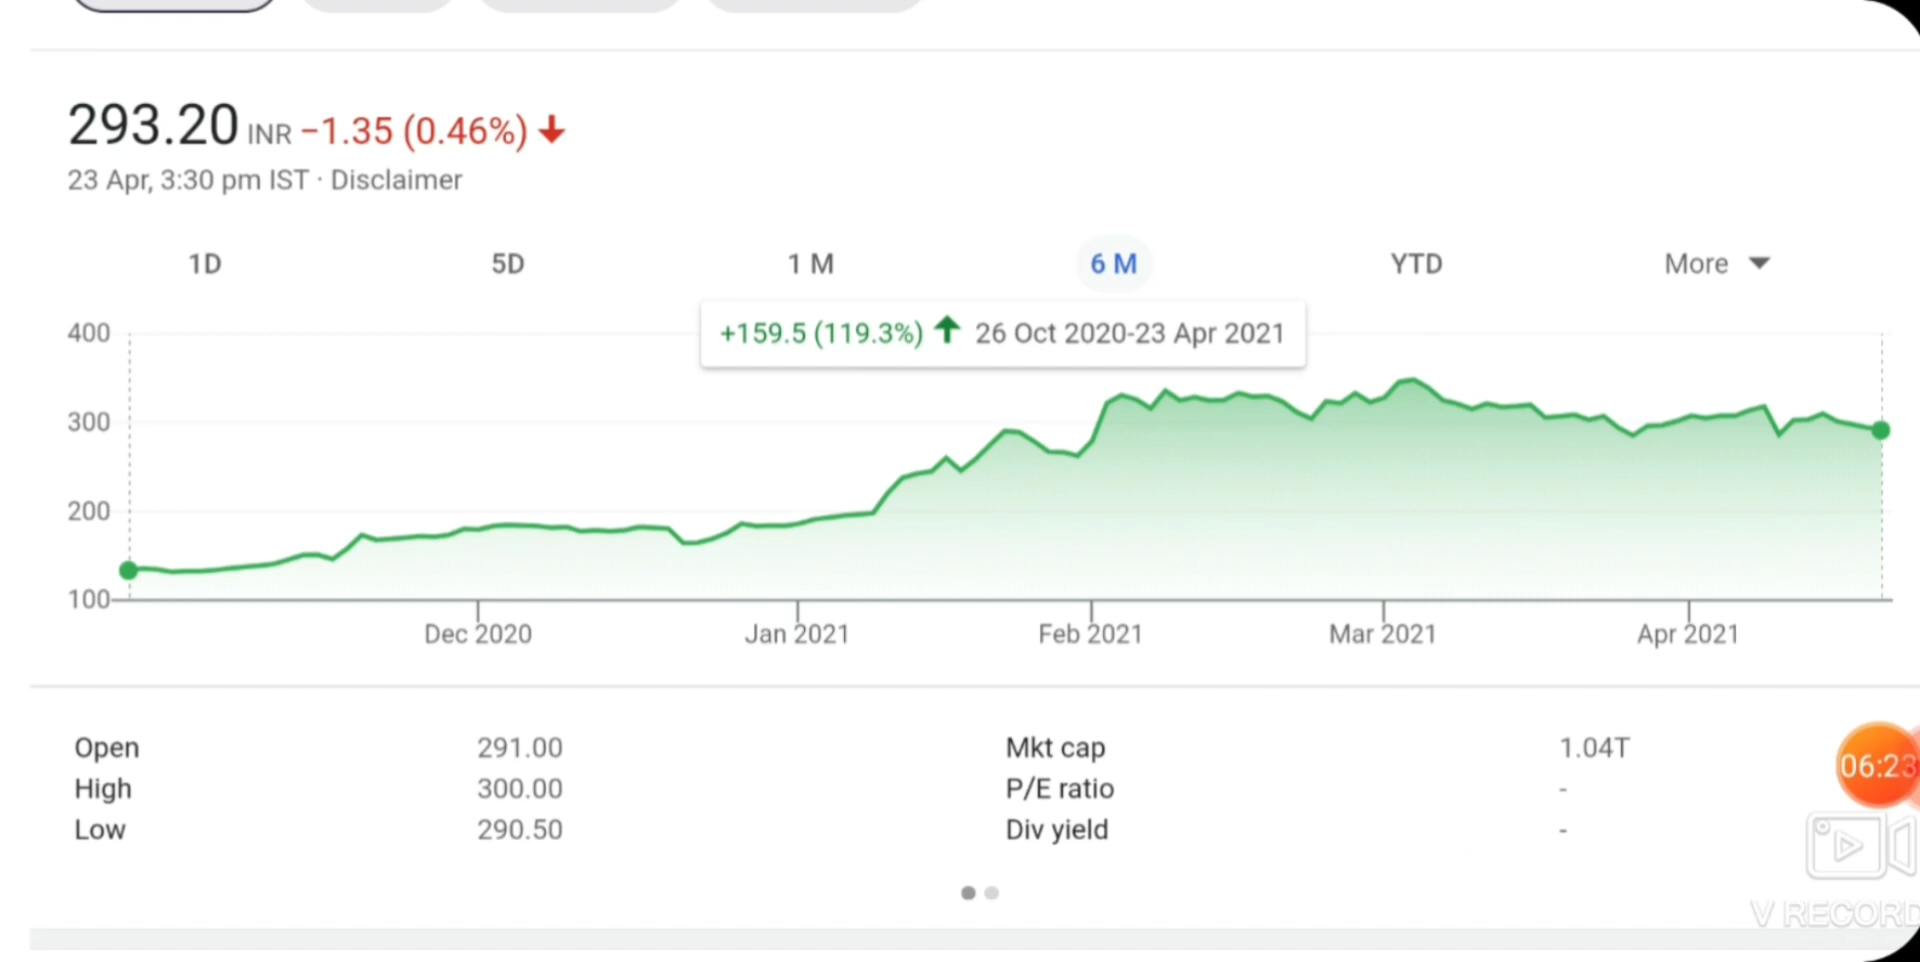 293.20 INR −1.35 (0.46%)
23 Apr, 3:30 pm IST · Disclaimer
1D 5D 1 M 6 M YTD More
+159.5 (119.3%) 26 Oct 2020-23 Apr 2021
400
300
200
100
Dec 2020 Jan 2021 Feb 2021 Mar 2021 Apr 2021
Open 291.00 Mkt cap 1.04T
High 300.00 P/E ratio -
Low 290.50 Div yield -
06:23
V RECORD